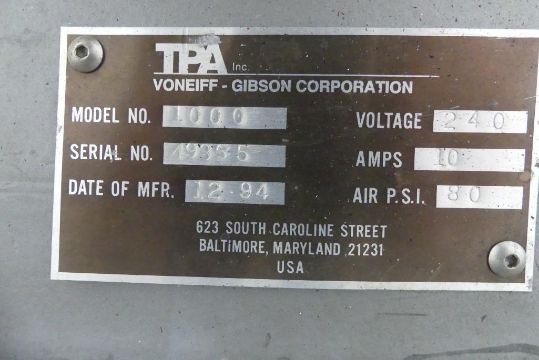 TPA Inc.
VONEIFF - GIBSON CORPORATION
MODEL NO. 1000 VOLTAGE 240
SERIAL NO. 49355 AMPS 10
DATE OF MFR. 12-94 AIR P.S.I. 80
623 SOUTH CAROLINE STREET
BALTIMORE, MARYLAND 21231
USA